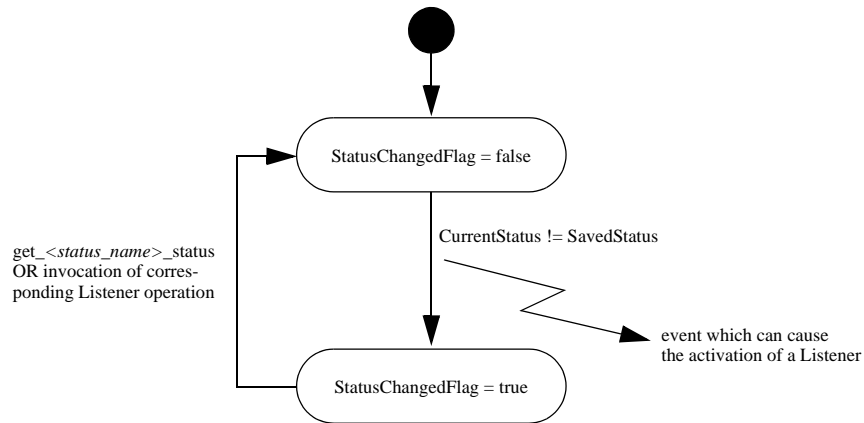 StatusChangedFlag = false
CurrentStatus != SavedStatus
get_<status_name>_status
OR invocation of corres-
ponding Listener operation
event which can cause
the activation of a Listener
StatusChangedFlag = true